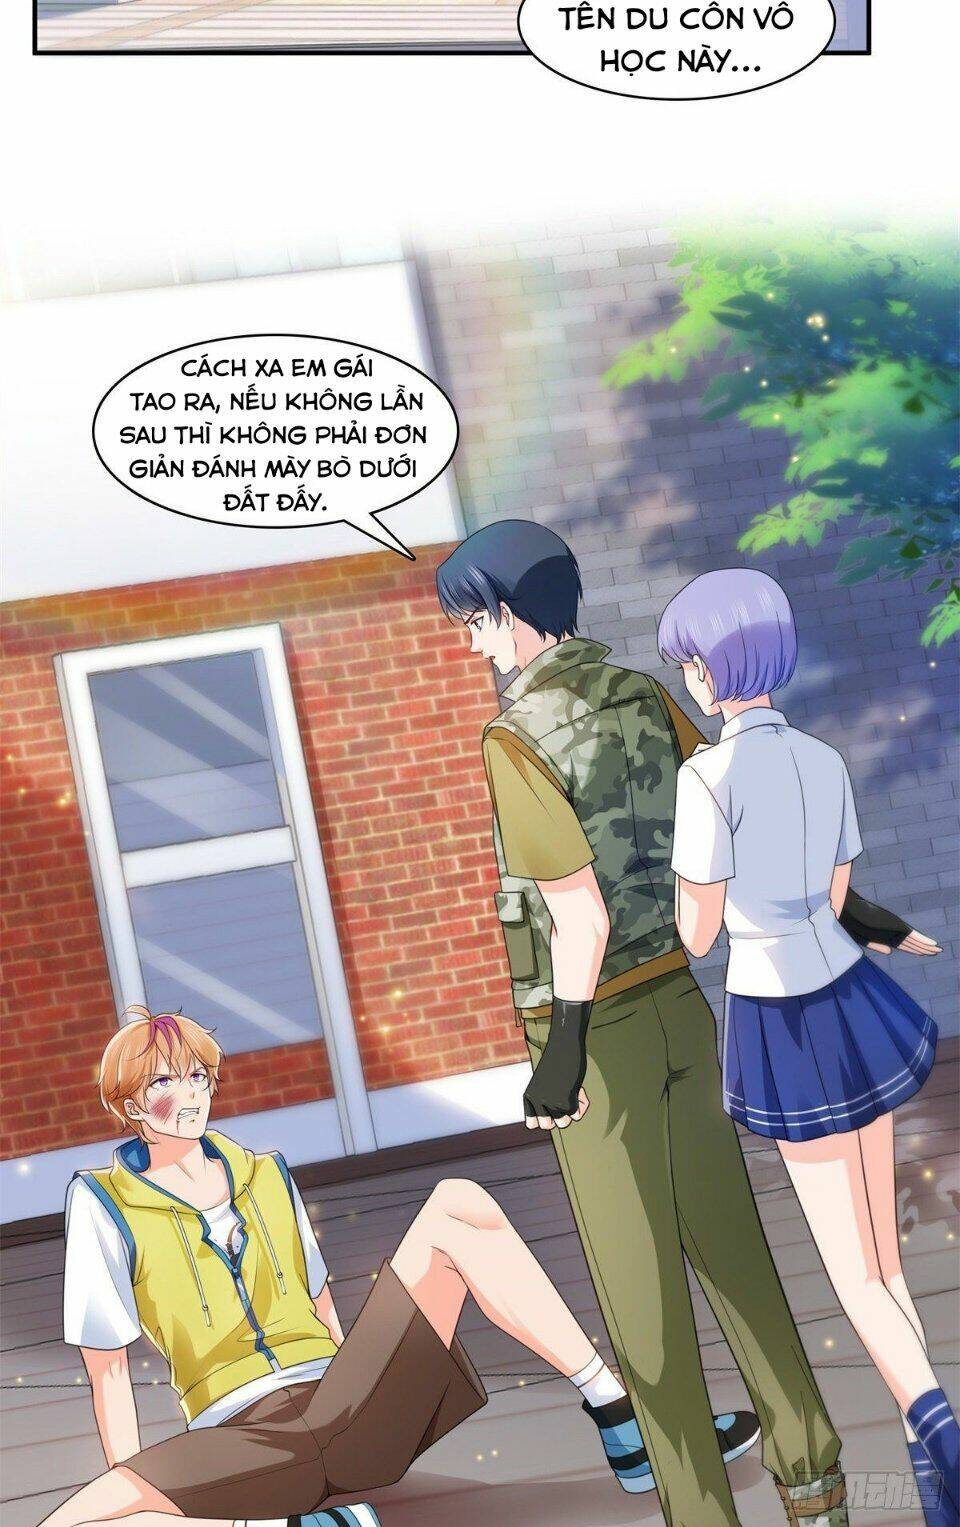 TÊN DU CÔN VÔ
HỌC NÀY...
CÁCH XA EM GÁI
TAO RA, NẾU KHÔNG LẦN
SAU THÌ KHÔNG PHẢI ĐƠN
GIẢN ĐÁNH MÀY BÒ DƯỚI
ĐẤT ĐẤY.